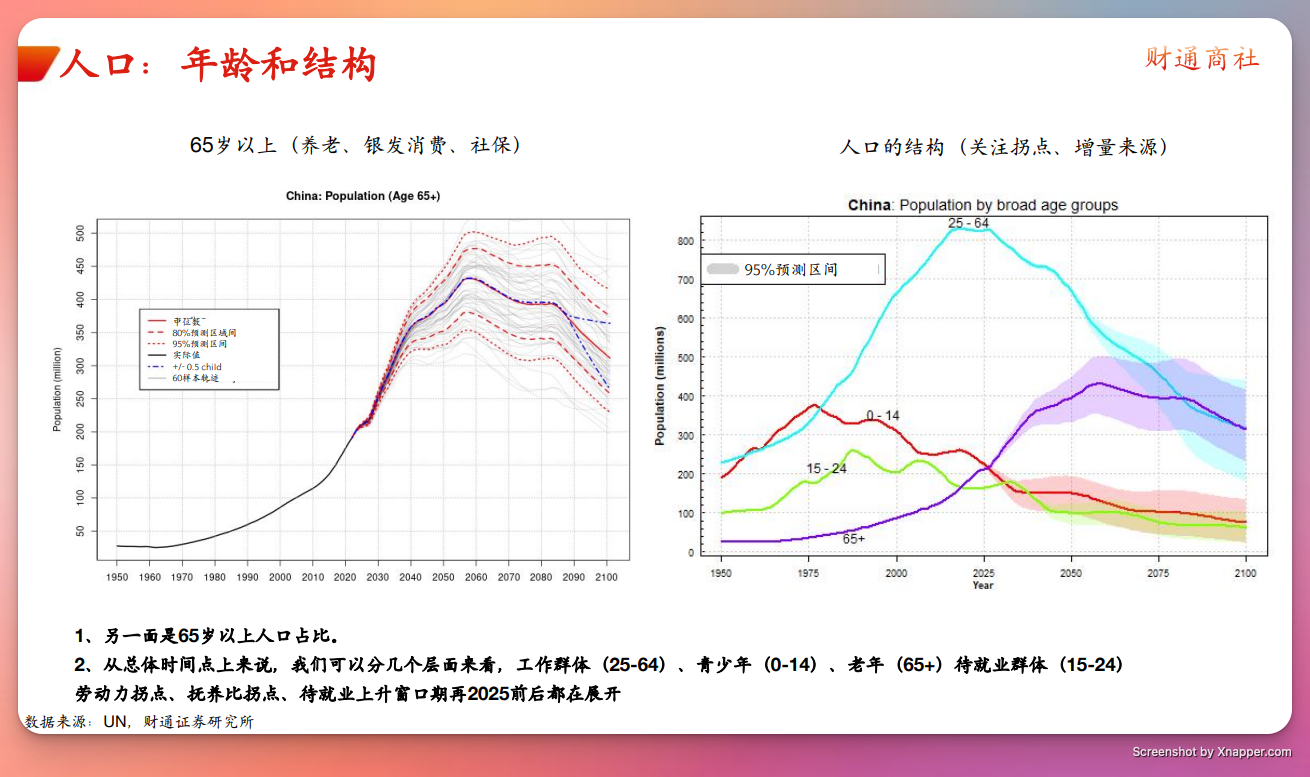 人口：年龄和结构
财通商社
65岁以上（养老、银发消费、社保）
人口的结构（关注拐点、增量来源）
China: Population (Age 65+)
Population (million)
500
450
400
350
300
250
200
150
100
50
中位数
80%预测区域间
95%预测区间
实际值
+/- 0.5 child
60样本轨迹
1950 1960 1970 1980 1990 2000 2010 2020 2030 2040 2050 2060 2070 2080 2090 2100
China: Population by broad age groups
Population (millions)
800
700
600
500
400
300
200
100
0
95%预测区间
25 - 64
0 - 14
15 - 24
65+
1950 1975 2000 2025 2050 2075 2100
Year
1、另一面是65岁以上人口占比。
2、从总体时间点上来说，我们可以分几个层面来看，工作群体（25-64）、青少年（0-14）、老年（65+）待就业群体（15-24）
劳动力拐点、抚养比拐点、待就业上升窗口期再2025前后都在展开
数据来源：UN，财通证券研究所
Screenshot by Xnapper.com